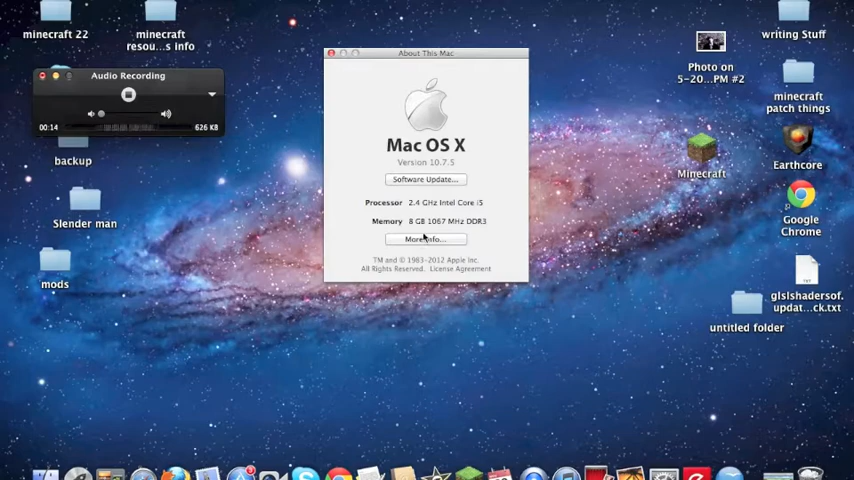 minecraft 22
minecraft
resou...s info
Audio Recording
00:14
626 KB
backup
Slender man
mods
About This Mac
Mac OS X
Version 10.7.5
Software Update...
Processor 2.4 GHz Intel Core i5
Memory 8 GB 1067 MHz DDR3
More Info...
TM and © 1983–2012 Apple Inc.
All Rights Reserved. License Agreement
writing Stuff
Photo on
5-20...PM #2
minecraft
patch things
Minecraft
Earthcore
Google
Chrome
TXT
glslshadersof.
updat...ck.txt
untitled folder